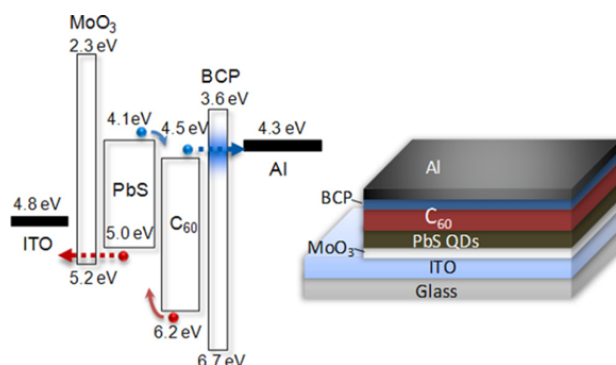 MoO₃
2.3 eV
BCP
3.6 eV
4.1eV
4.5 eV
4.3 eV
Al
4.8 eV
ITO
PbS
5.0 eV
C₆₀
5.2 eV
6.2 eV
6.7 eV
Al
BCP
C₆₀
PbS QDs
MoO₃
ITO
Glass